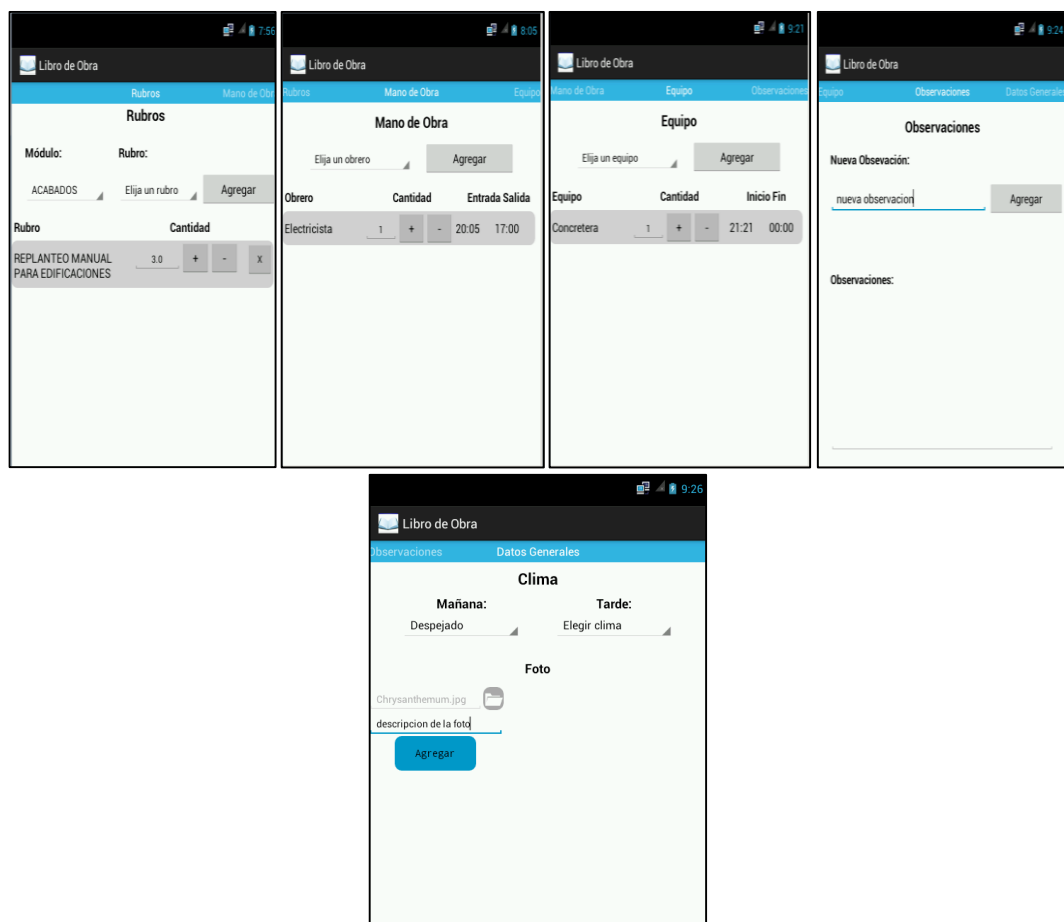 7:56
Libro de Obra
Rubros Mano de Obr
Rubros
Módulo: Rubro:
ACABADOS Elija un rubro Agregar
Rubro Cantidad
REPLANTEO MANUAL 3.0 + - x
PARA EDIFICACIONES
8:05
Libro de Obra
Rubros Mano de Obra Equipo
Mano de Obra
Elija un obrero Agregar
Obrero Cantidad Entrada Salida
Electricista 1 + - 20:05 17:00
9:21
Libro de Obra
Mano de Obra Equipo Observaciones
Equipo
Elija un equipo Agregar
Equipo Cantidad Inicio Fin
Concretera 1 + - 21:21 00:00
9:24
Libro de Obra
Equipo Observaciones Datos Generales
Observaciones
Nueva Obsevación:
nueva observacion Agregar
Observaciones:
9:26
Libro de Obra
Observaciones Datos Generales
Clima
Mañana: Tarde:
Despejado Elegir clima
Foto
Chrysanthemum.jpg
descripcion de la foto
Agregar